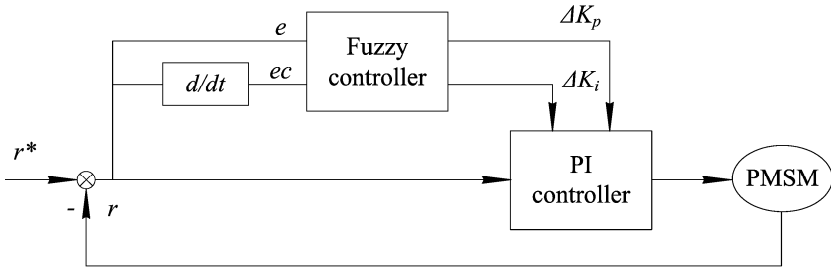 e
Fuzzy
controller
ΔKp
d/dt
ec
ΔKi
r*
PI
controller
PMSM
-
r